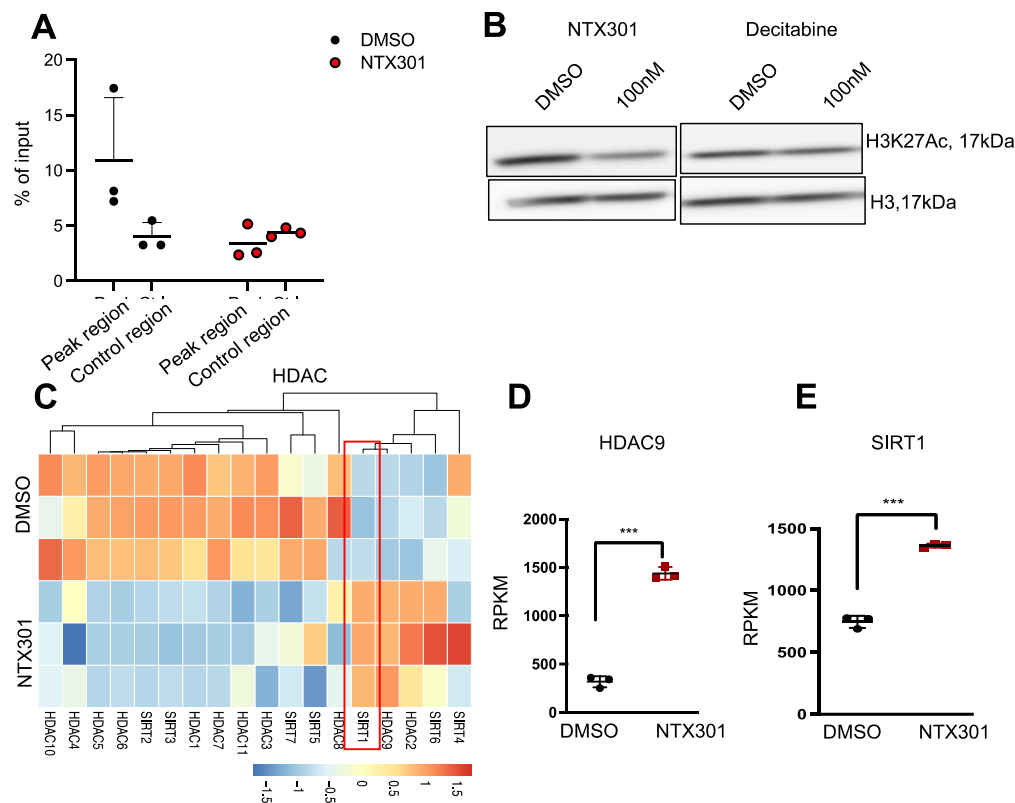 A
DMSO
NTX301
20
15
10
5
0
% of input
Peak region
Control region
Peak region
Control region
B
NTX301
Decitabine
DMSO
100nM
DMSO
100nM
H3K27Ac, 17kDa
H3,17kDa
C
HDAC
DMSO
NTX301
HDAC10
HDAC4
HDAC5
HDAC6
SIRT2
SIRT3
HDAC1
HDAC7
HDAC11
HDAC3
SIRT7
SIRT5
HDAC8
SIRT1
HDAC9
HDAC2
SIRT6
SIRT4
-1.5
-1
-0.5
0
0.5
1
1.5
D
HDAC9
2000
1500
1000
500
0
RPKM
***
DMSO
NTX301
E
SIRT1
1500
1000
500
0
RPKM
***
DMSO
NTX301